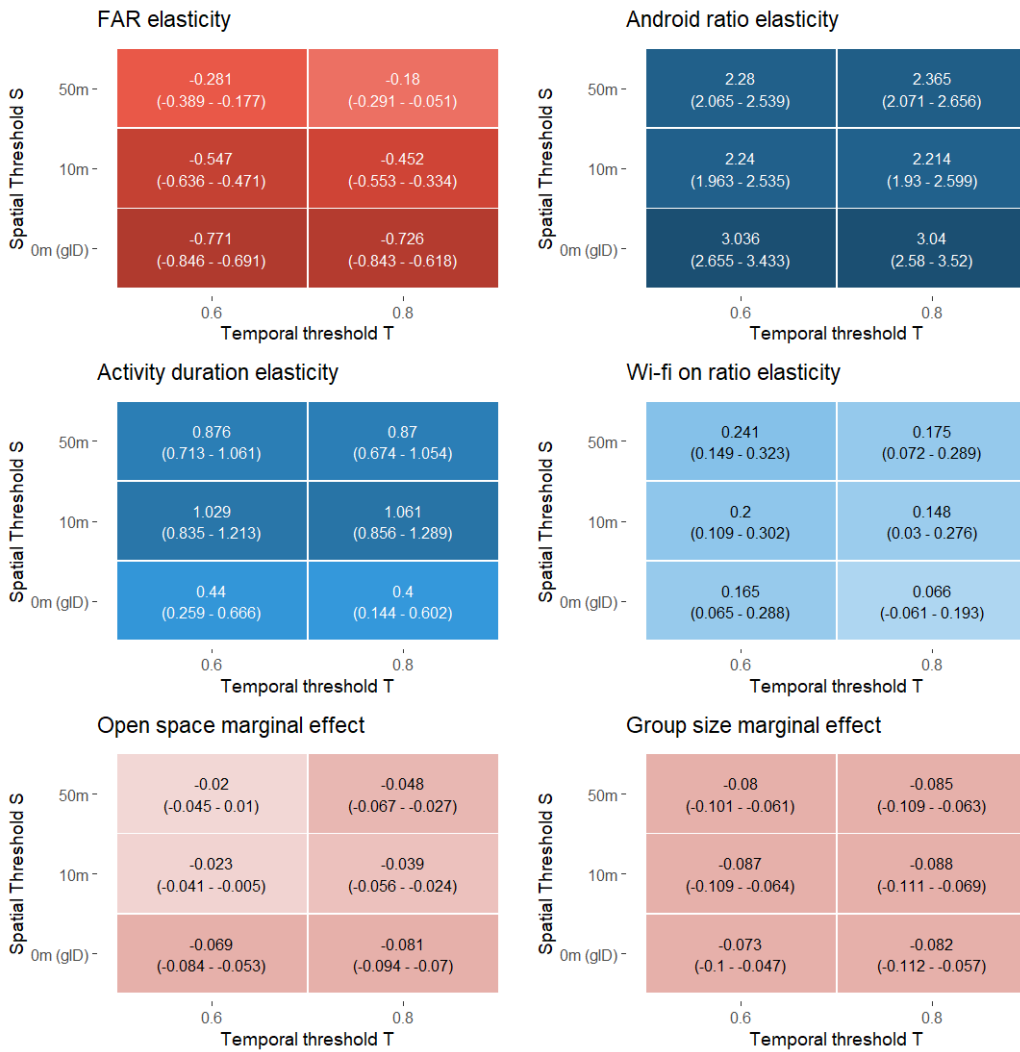 FAR elasticity
Spatial Threshold S
50m
10m
0m (gID)
-0.281
(-0.389 - -0.177)
-0.18
(-0.291 - -0.051)
-0.547
(-0.636 - -0.471)
-0.452
(-0.553 - -0.334)
-0.771
(-0.846 - -0.691)
-0.726
(-0.843 - -0.618)
0.6
0.8
Temporal threshold T
Android ratio elasticity
Spatial Threshold S
50m
10m
0m (gID)
2.28
(2.065 - 2.539)
2.365
(2.071 - 2.656)
2.24
(1.963 - 2.535)
2.214
(1.93 - 2.599)
3.036
(2.655 - 3.433)
3.04
(2.58 - 3.52)
0.6
0.8
Temporal threshold T
Activity duration elasticity
Spatial Threshold S
50m
10m
0m (gID)
0.876
(0.713 - 1.061)
0.87
(0.674 - 1.054)
1.029
(0.835 - 1.213)
1.061
(0.856 - 1.289)
0.44
(0.259 - 0.666)
0.4
(0.144 - 0.602)
0.6
0.8
Temporal threshold T
Wi-fi on ratio elasticity
Spatial Threshold S
50m
10m
0m (gID)
0.241
(0.149 - 0.323)
0.175
(0.072 - 0.289)
0.2
(0.109 - 0.302)
0.148
(0.03 - 0.276)
0.165
(0.065 - 0.288)
0.066
(-0.061 - 0.193)
0.6
0.8
Temporal threshold T
Open space marginal effect
Spatial Threshold S
50m
10m
0m (gID)
-0.02
(-0.045 - 0.01)
-0.048
(-0.067 - -0.027)
-0.023
(-0.041 - -0.005)
-0.039
(-0.056 - -0.024)
-0.069
(-0.084 - -0.053)
-0.081
(-0.094 - -0.07)
0.6
0.8
Temporal threshold T
Group size marginal effect
Spatial Threshold S
50m
10m
0m (gID)
-0.08
(-0.101 - -0.061)
-0.085
(-0.109 - -0.063)
-0.087
(-0.109 - -0.064)
-0.088
(-0.111 - -0.069)
-0.073
(-0.1 - -0.047)
-0.082
(-0.112 - -0.057)
0.6
0.8
Temporal threshold T